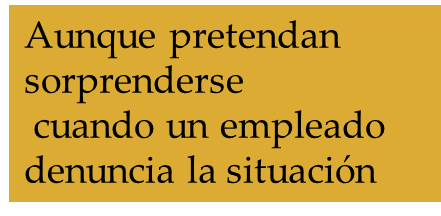 Aunque pretendan
sorprenderse
cuando un empleado
denuncia la situación